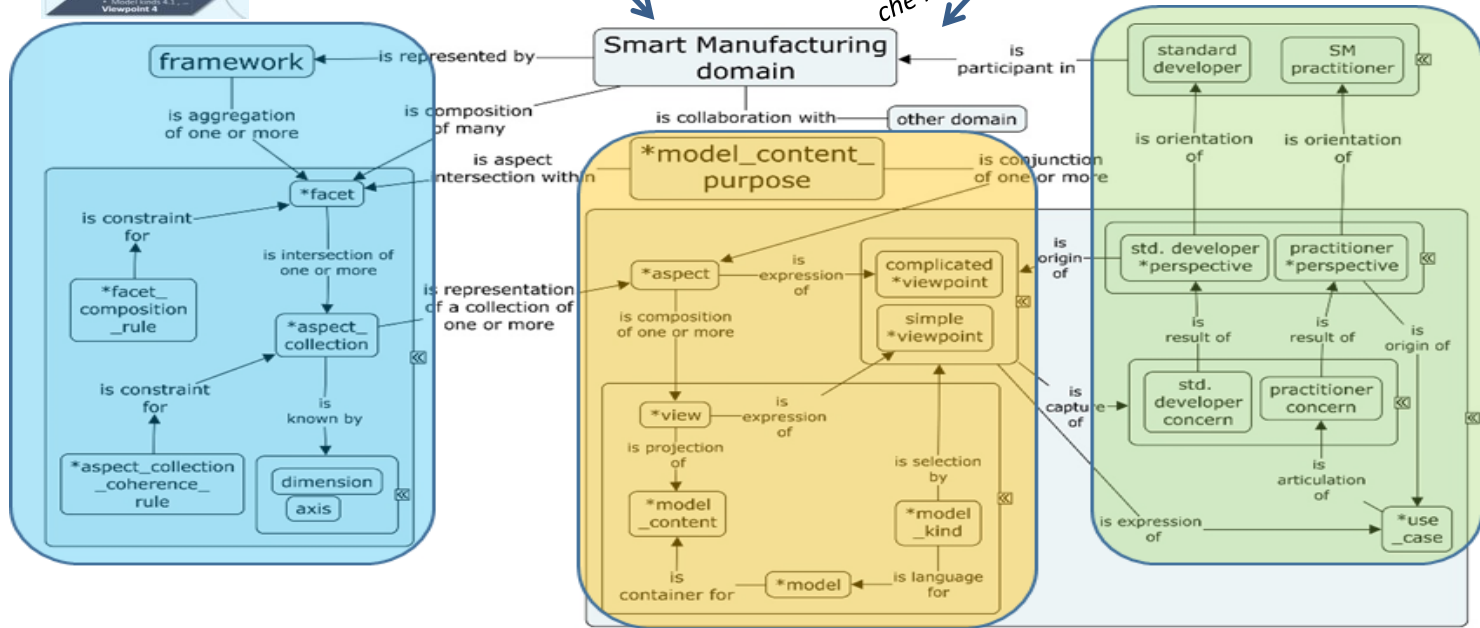 Model kinds 4.1 , ...
Viewpoint 4
che
framework
is represented by
Smart Manufacturing
domain
is
participant in
standard
developer
SM
practitioner
is aggregation
of one or more
is composition
of many
is collaboration with
other domain
is orientation
of
is orientation
of
is aspect
intersection within
*model_content_
purpose
is conjunction
of one or more
*facet
is constraint
for
is intersection of
one or more
*facet_
composition
_rule
*aspect_
collection
is representation
of a collection of
one or more
*aspect
is
expression
of
complicated
*viewpoint
simple
*viewpoint
is
origin
of
std. developer
*perspective
practitioner
*perspective
is composition
of one or more
is
result of
is
result of
is
origin of
is constraint
for
is
known by
*aspect_collection
_coherence_
rule
dimension
axis
*view
is
expression
of
is
capture
of
std.
developer
concern
practitioner
concern
is projection
of
is selection
by
is
articulation
of
*model
_content
*model
_kind
is expression
of
*use
_case
is
container for
*model
is language
for